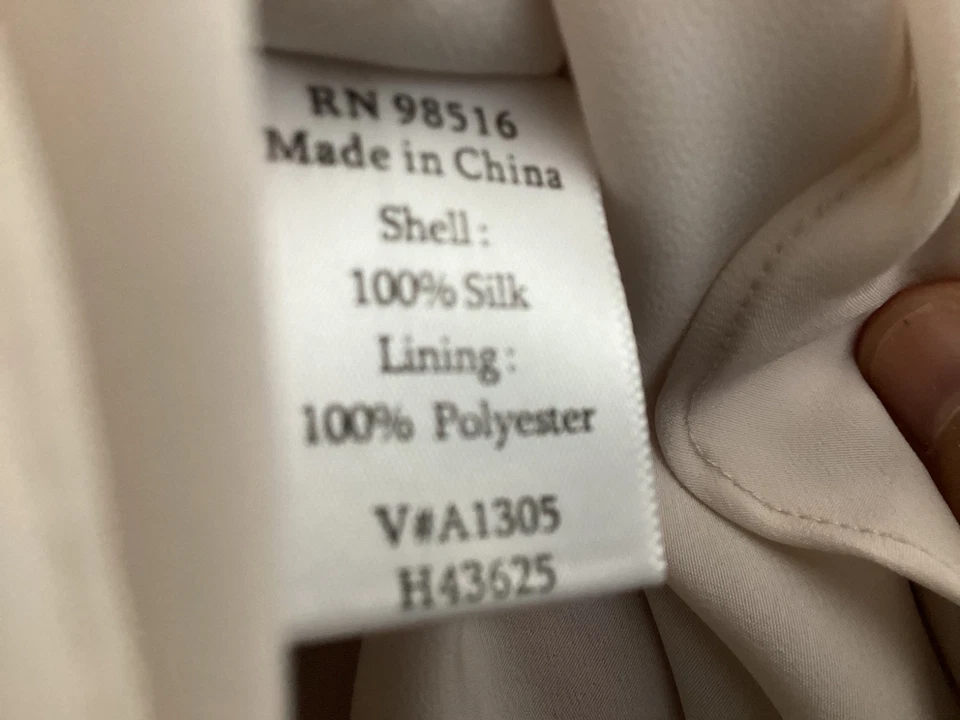 RN 98516
Made in China
Shell:
100% Silk
Lining:
100% Polyester
V#A1305
H43625